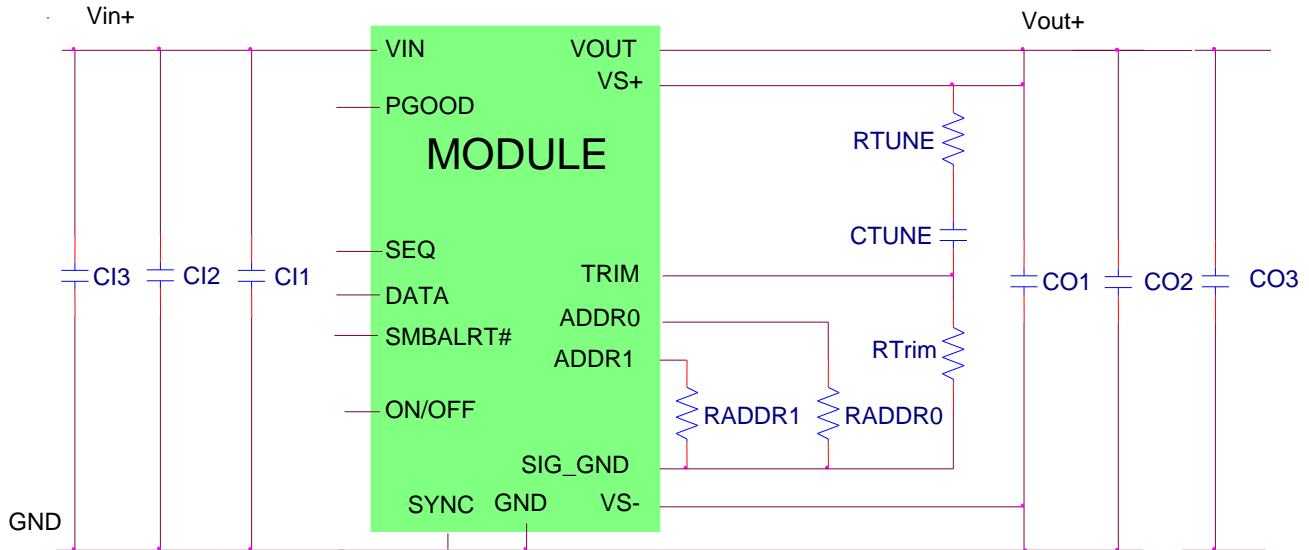 Vin+
Vout+
VIN
VOUT
VS+
PGOOD
MODULE
RTUNE
CTUNE
SEQ
TRIM
CI3
CI2
CI1
CO1
CO2
CO3
DATA
ADDR0
SMBALRT#
ADDR1
RTrim
ON/OFF
RADDR1
RADDR0
SIG_GND
SYNC
GND
VS-
GND